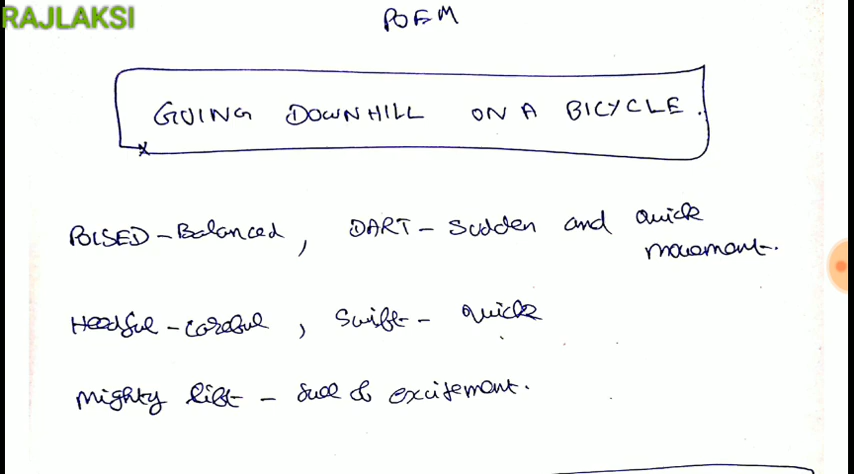 RAJLAKSI
POEM
GOING DOWNHILL ON A BICYCLE.
POISED - Balanced, DART - Sudden and quick
movement.
Heedful - careful, Swift - quick
Mighty lift - full of excitement.